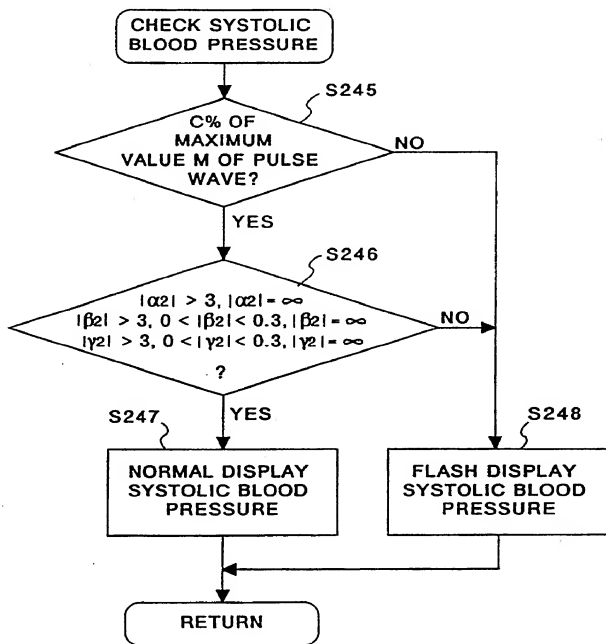 CHECK SYSTOLIC
BLOOD PRESSURE
S245
C% OF
MAXIMUM
VALUE M OF PULSE
WAVE?
NO
YES
S246
|α2| > 3, |α2| = ∞
|β2| > 3, 0 < |β2| < 0.3, |β2| = ∞
|γ2| > 3, 0 < |γ2| < 0.3, |γ2| = ∞
?
NO
YES
S247
NORMAL DISPLAY
SYSTOLIC BLOOD
PRESSURE
S248
FLASH DISPLAY
SYSTOLIC BLOOD
PRESSURE
RETURN